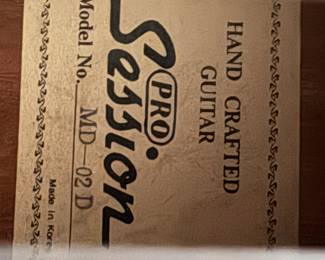 HAND CRAFTED
GUITAR
PRO
Session
Model No. MD-02D
Made in Korea